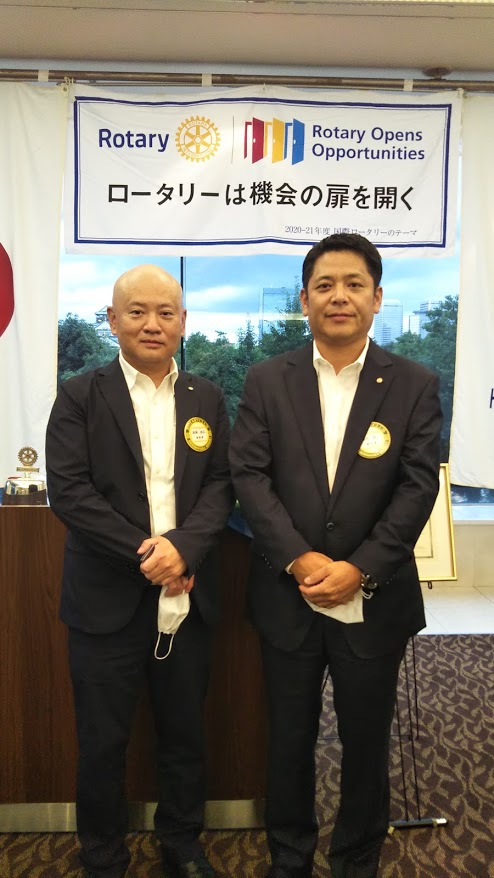 Rotary
Rotary Opens
Opportunities
ロータリーは機会の扉を開く
2020-21年度 国際ロータリーのテーマ